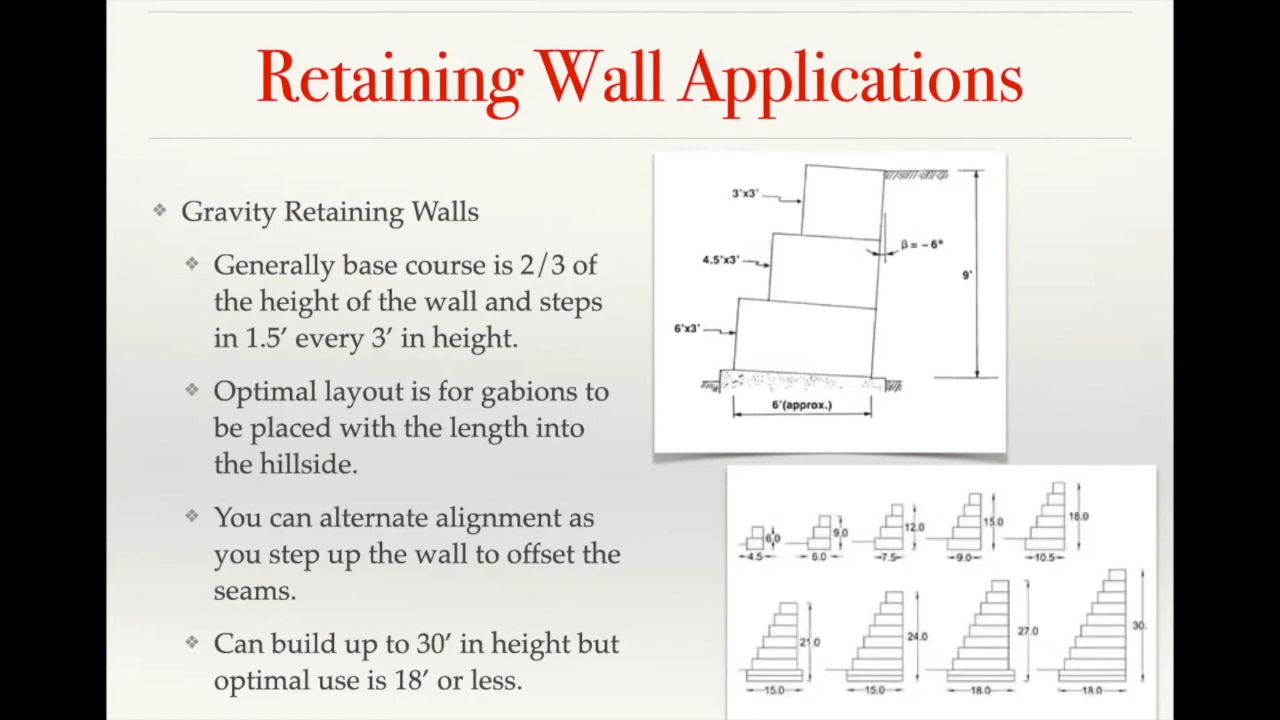 Retaining Wall Applications
❖ Gravity Retaining Walls
❖ Generally base course is 2/3 of
the height of the wall and steps
in 1.5′ every 3′ in height.
❖ Optimal layout is for gabions to
be placed with the length into
the hillside.
❖ You can alternate alignment as
you step up the wall to offset the
seams.
❖ Can build up to 30′ in height but
optimal use is 18′ or less.
3'x3'
β = – 6°
4.5'x3'
9'
6'x3'
6'(approx.)
6.0
9.0
12.0
15.0
18.0
4.5
6.0
7.5
9.0
10.5
21.0
24.0
27.0
30.
15.0
15.0
18.0
18.0